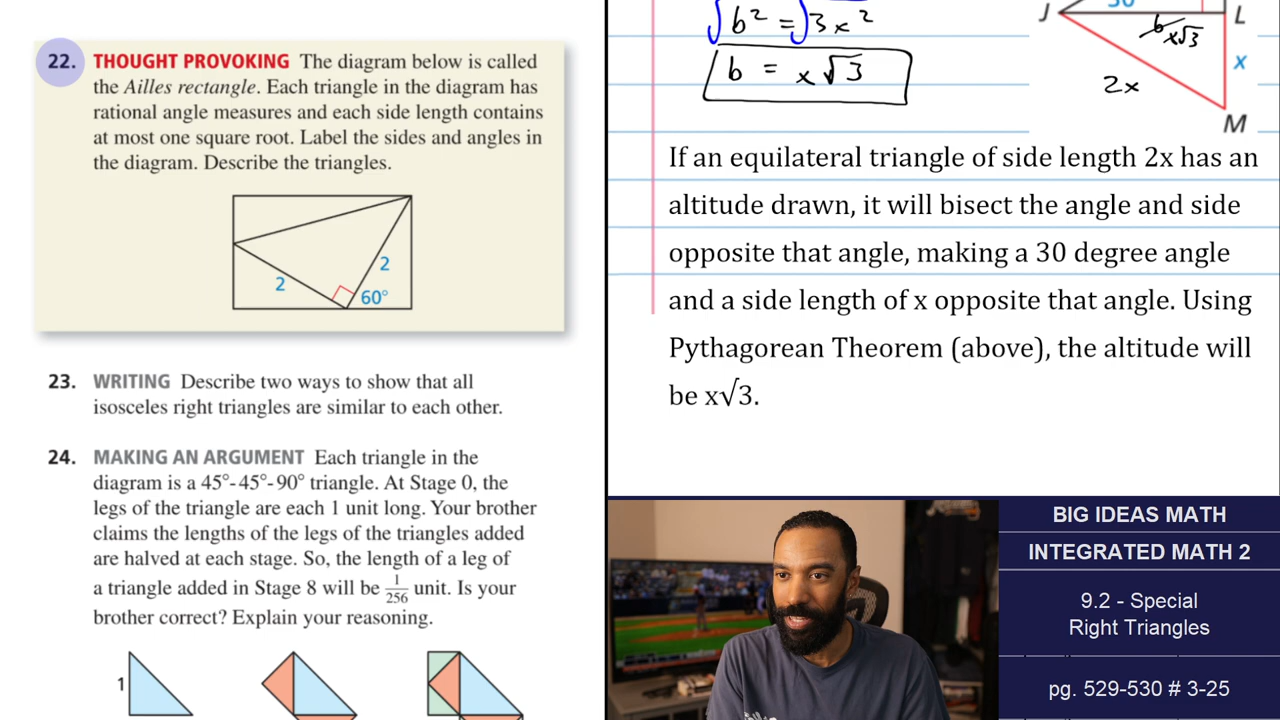 22. THOUGHT PROVOKING The diagram below is called
the Ailles rectangle. Each triangle in the diagram has
rational angle measures and each side length contains
at most one square root. Label the sides and angles in
the diagram. Describe the triangles.
2
2
60°
23. WRITING Describe two ways to show that all
isosceles right triangles are similar to each other.
24. MAKING AN ARGUMENT Each triangle in the
diagram is a 45°-45°-90° triangle. At Stage 0, the
legs of the triangle are each 1 unit long. Your brother
claims the lengths of the legs of the triangles added
are halved at each stage. So, the length of a leg of
a triangle added in Stage 8 will be 1/256 unit. Is your
brother correct? Explain your reasoning.
1
√b² = √3x²
b = x√3
J
L
b
x√3
x
2x
M
If an equilateral triangle of side length 2x has an
altitude drawn, it will bisect the angle and side
opposite that angle, making a 30 degree angle
and a side length of x opposite that angle. Using
Pythagorean Theorem (above), the altitude will
be x√3.
BIG IDEAS MATH
INTEGRATED MATH 2
9.2 - Special
Right Triangles
pg. 529-530 # 3-25